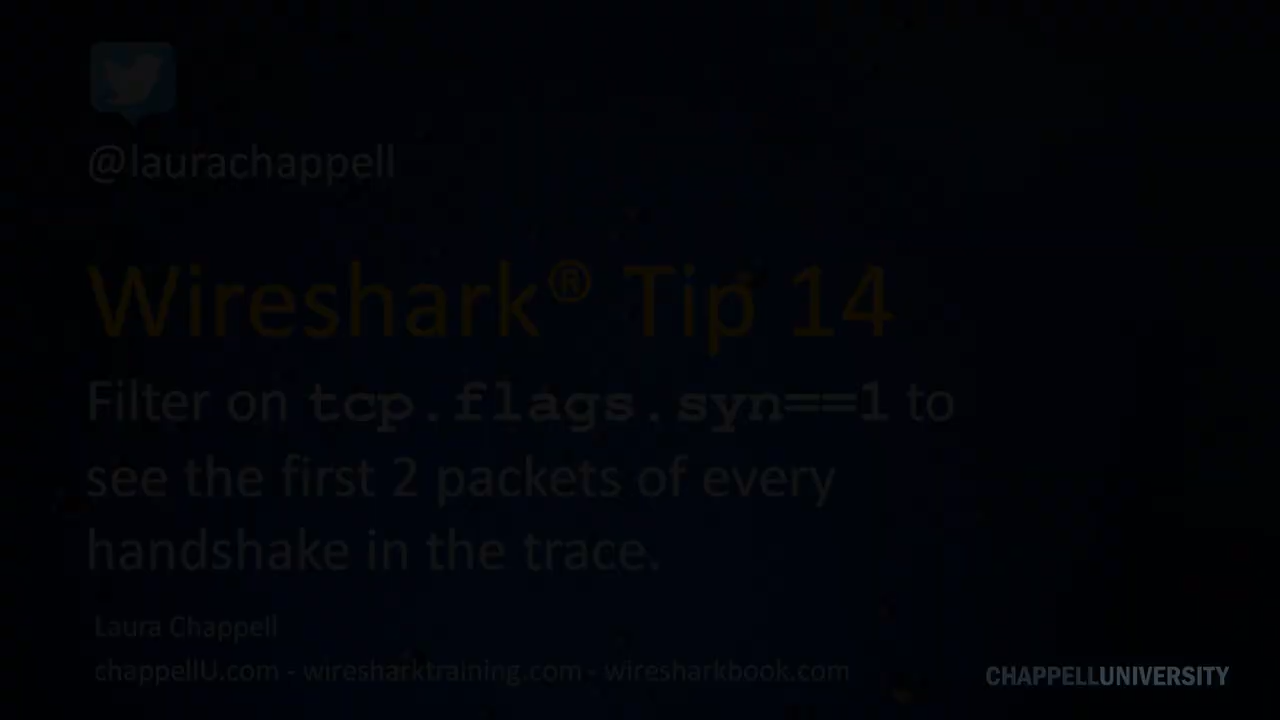 @laurachappell
Wireshark® Tip 14
Filter on tcp.flags.syn==1 to
see the first 2 packets of every
handshake in the trace.
Laura Chappell
chappellU.com - wiresharktraining.com - wiresharkbook.com
CHAPPELLUNIVERSITY